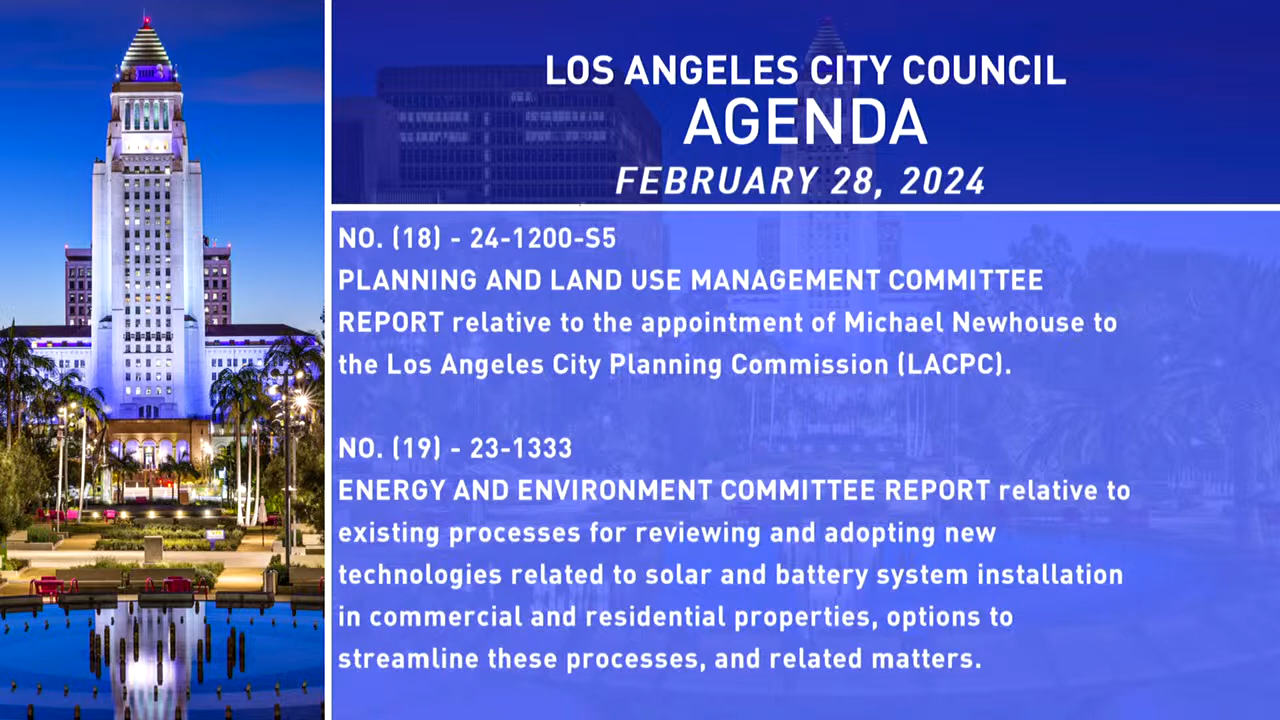 LOS ANGELES CITY COUNCIL
AGENDA
FEBRUARY 28, 2024
NO. (18) - 24-1200-S5
PLANNING AND LAND USE MANAGEMENT COMMITTEE
REPORT relative to the appointment of Michael Newhouse to
the Los Angeles City Planning Commission (LACPC).
NO. (19) - 23-1333
ENERGY AND ENVIRONMENT COMMITTEE REPORT relative to
existing processes for reviewing and adopting new
technologies related to solar and battery system installation
in commercial and residential properties, options to
streamline these processes, and related matters.